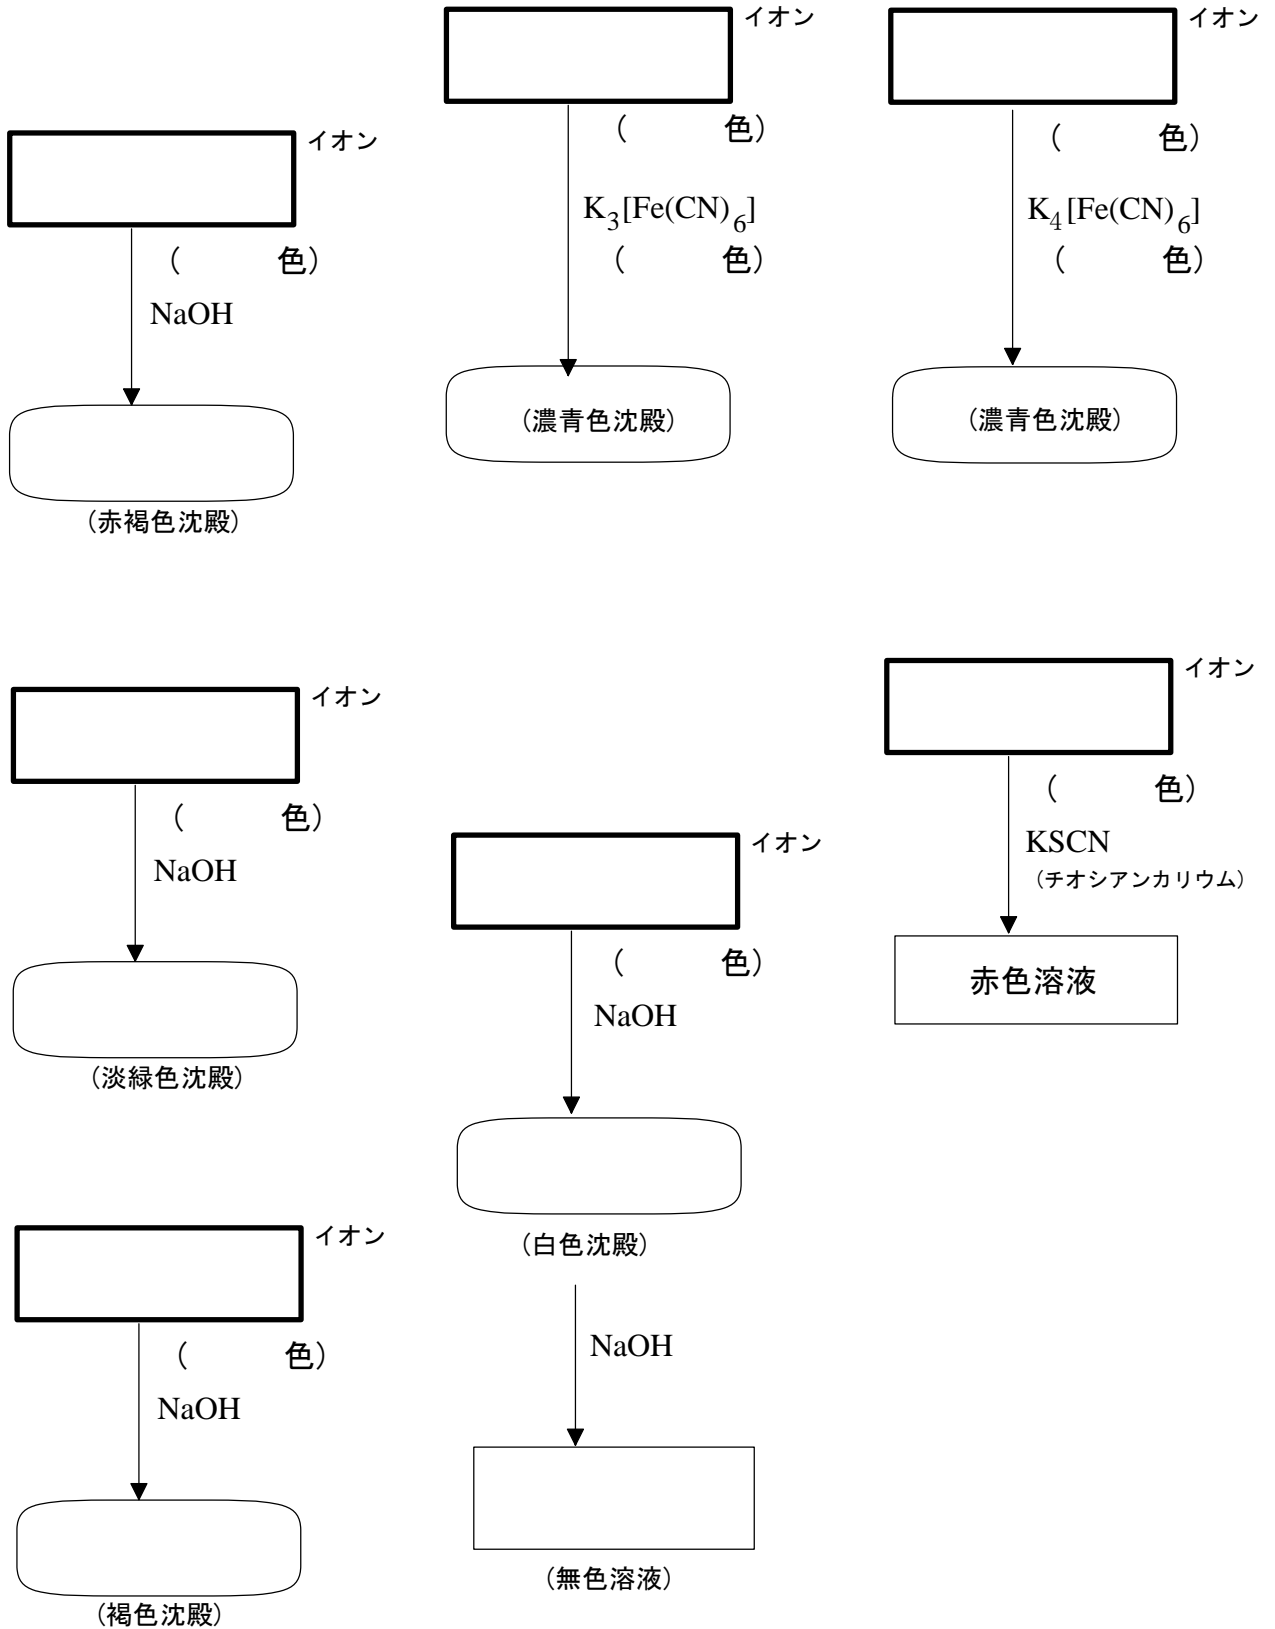 イオン
(　　　色)
NaOH
(赤褐色沈殿)
イオン
(　　　色)
K3[Fe(CN)6]
(　　　色)
(濃青色沈殿)
イオン
(　　　色)
K4[Fe(CN)6]
(　　　色)
(濃青色沈殿)
イオン
(　　　色)
NaOH
(淡緑色沈殿)
イオン
(　　　色)
NaOH
(白色沈殿)
NaOH
(無色溶液)
イオン
(　　　色)
KSCN
(チオシアンカリウム)
赤色溶液
イオン
(　　　色)
NaOH
(褐色沈殿)